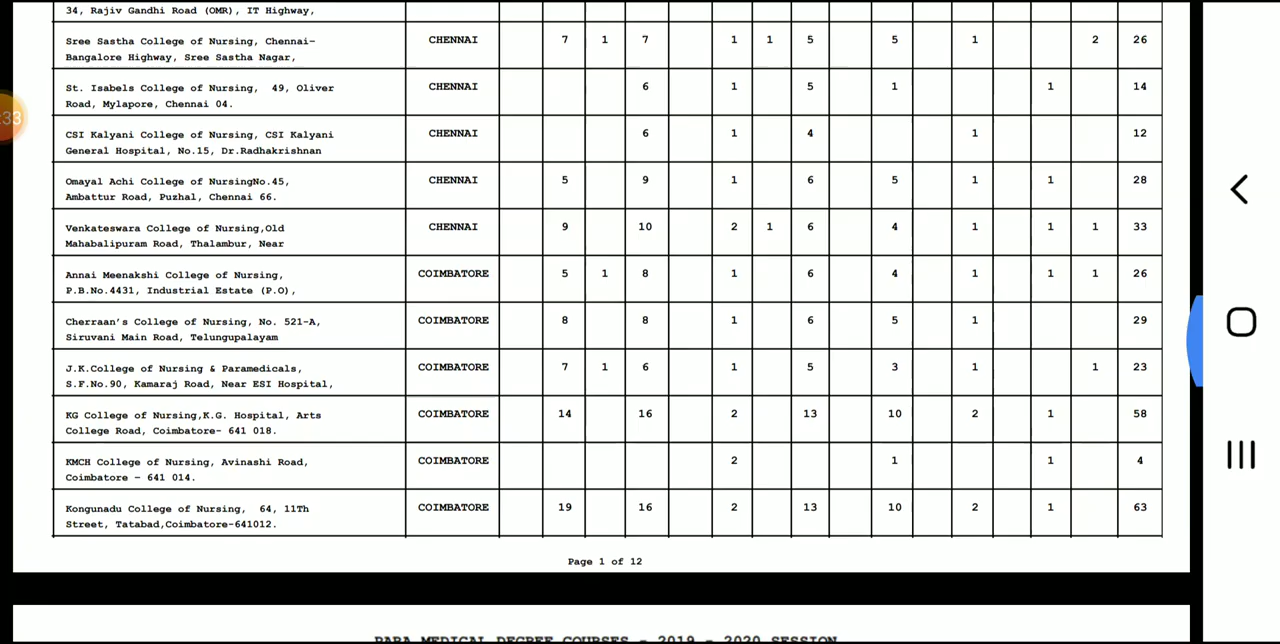 34, Rajiv Gandhi Road (OMR), IT Highway,
Sree Sastha College of Nursing, Chennai-
Bangalore Highway, Sree Sastha Nagar,
CHENNAI 7 1 7 1 1 5 5 1 2 26
St. Isabels College of Nursing, 49, Oliver
Road, Mylapore, Chennai 04.
CHENNAI 6 1 5 1 1 14
CSI Kalyani College of Nursing, CSI Kalyani
General Hospital, No.15, Dr.Radhakrishnan
CHENNAI 6 1 4 1 12
Omayal Achi College of NursingNo.45,
Ambattur Road, Puzhal, Chennai 66.
CHENNAI 5 9 1 6 5 1 1 28
Venkateswara College of Nursing,Old
Mahabalipuram Road, Thalambur, Near
CHENNAI 9 10 2 1 6 4 1 1 1 33
Annai Meenakshi College of Nursing,
P.B.No.4431, Industrial Estate (P.O),
COIMBATORE 5 1 8 1 6 4 1 1 1 26
Cherraan's College of Nursing, No. 521-A,
Siruvani Main Road, Telungupalayam
COIMBATORE 8 8 1 6 5 1 29
J.K.College of Nursing & Paramedicals,
S.F.No.90, Kamaraj Road, Near ESI Hospital,
COIMBATORE 7 1 6 1 5 3 1 1 23
KG College of Nursing,K.G. Hospital, Arts
College Road, Coimbatore- 641 018.
COIMBATORE 14 16 2 13 10 2 1 58
KMCH College of Nursing, Avinashi Road,
Coimbatore – 641 014.
COIMBATORE 2 1 1 4
Kongunadu College of Nursing, 64, 11Th
Street, Tatabad,Coimbatore-641012.
COIMBATORE 19 16 2 13 10 2 1 63
Page 1 of 12
PARA MEDICAL DEGREE COURSES - 2019 - 2020 SESSION
:33